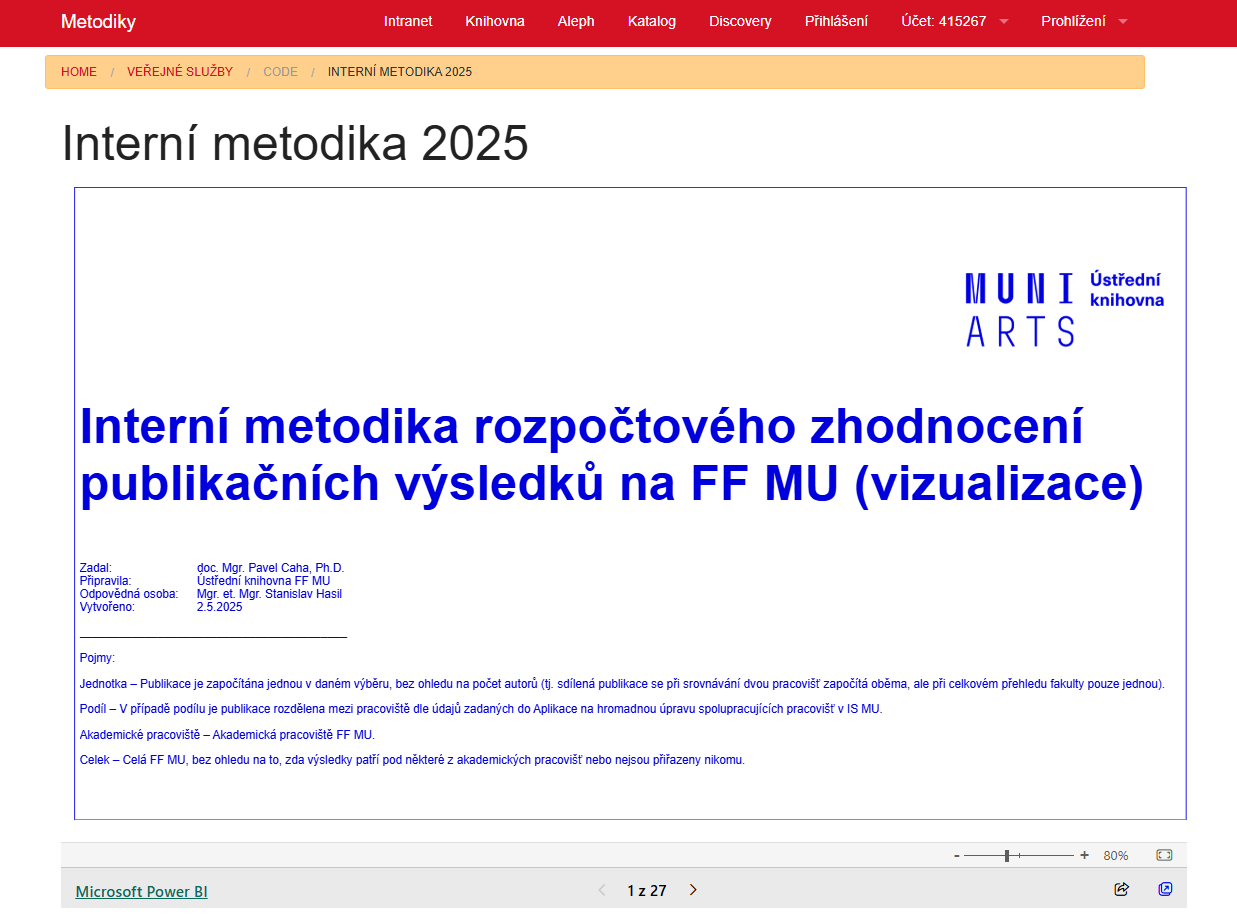 Metodiky Intranet Knihovna Aleph Katalog Discovery Přihlášení Účet: 415267 Prohlížení
HOME / VEŘEJNÉ SLUŽBY / CODE / INTERNÍ METODIKA 2025
Interní metodika 2025
MUNI Ústřední
ARTS knihovna
Interní metodika rozpočtového zhodnocení
publikačních výsledků na FF MU (vizualizace)
Zadal: doc. Mgr. Pavel Caha, Ph.D.
Připravila: Ústřední knihovna FF MU
Odpovědná osoba: Mgr. et. Mgr. Stanislav Hasil
Vytvořeno: 2.5.2025
Pojmy:
Jednotka – Publikace je započítána jednou v daném výběru, bez ohledu na počet autorů (tj. sdílená publikace se při srovnávání dvou pracovišť započítá oběma, ale při celkovém přehledu fakulty pouze jednou).
Podíl – V případě podílu je publikace rozdělena mezi pracoviště dle údajů zadaných do Aplikace na hromadnou úpravu spolupracujících pracovišť v IS MU.
Akademické pracoviště – Akademická pracoviště FF MU.
Celek – Celá FF MU, bez ohledu na to, zda výsledky patří pod některé z akademických pracovišť nebo nejsou přiřazeny nikomu.
- + 80%
Microsoft Power BI 1 z 27